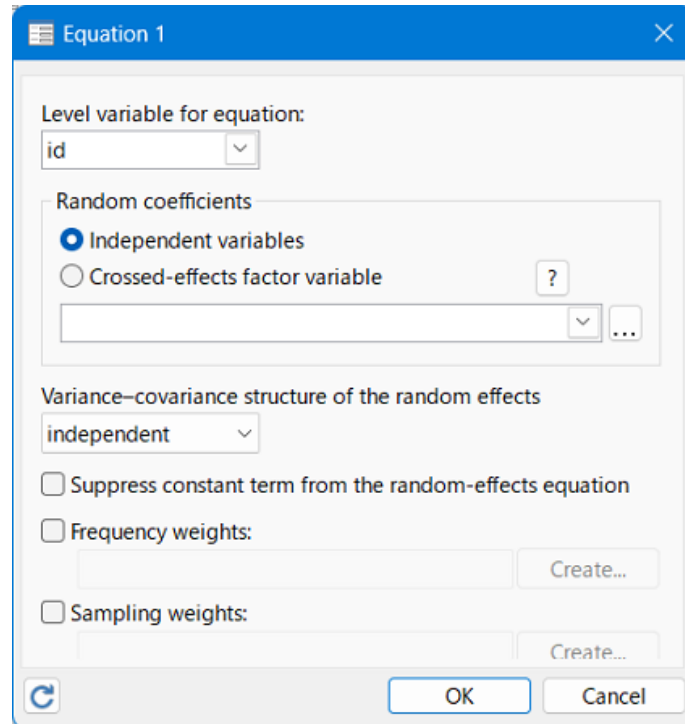 Equation 1
Level variable for equation:
id
Random coefficients
Independent variables
Crossed-effects factor variable
?
...
Variance–covariance structure of the random effects
independent
Suppress constant term from the random-effects equation
Frequency weights:
Create...
Sampling weights:
Create...
OK Cancel